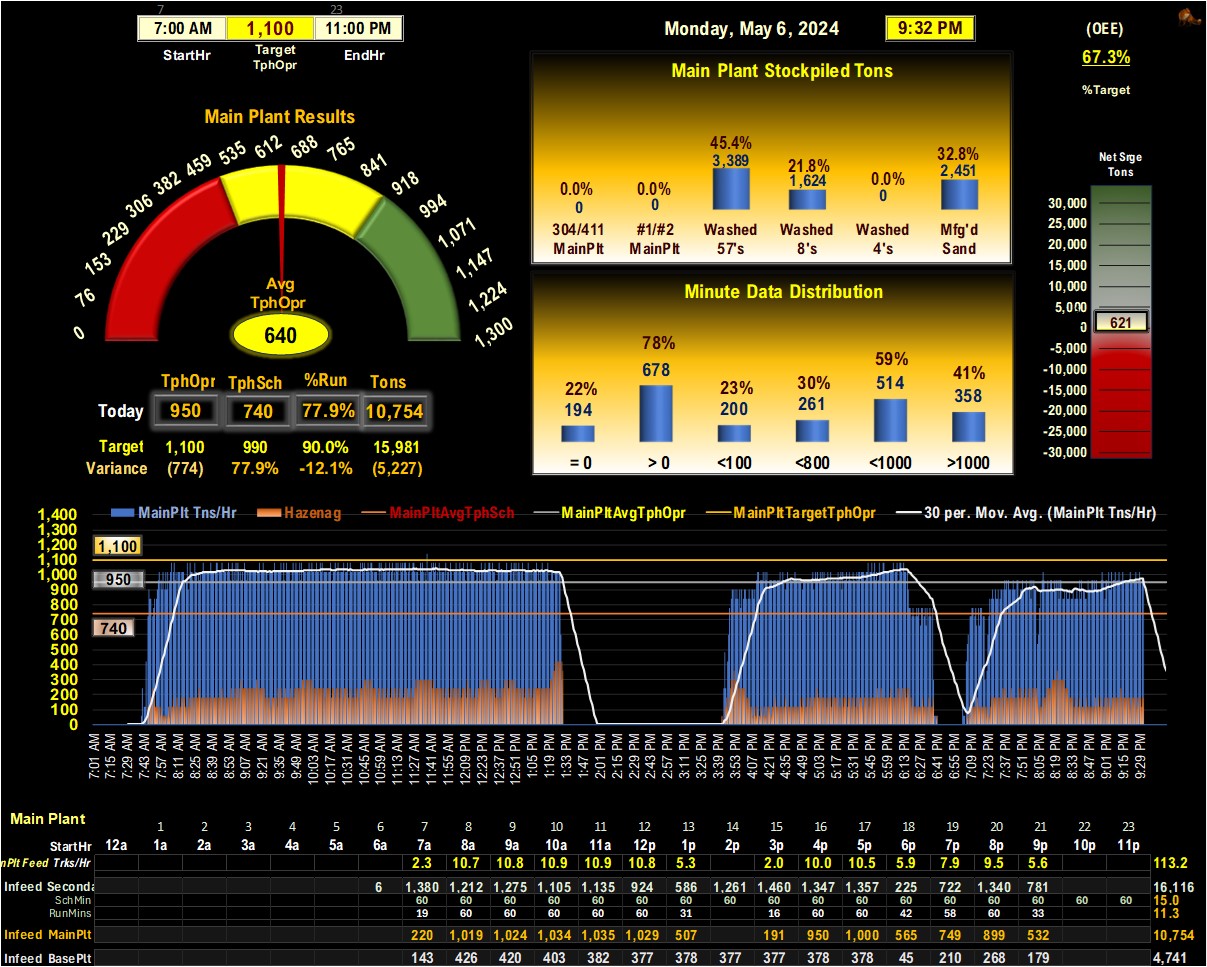 7 23
7:00 AM 1,100 11:00 PM
StartHr Target TphOpr EndHr
Monday, May 6, 2024 9:32 PM
(OEE)
67.3%
%Target
Main Plant Results
0 76 153 229 306 382 459 535 612 688 765 841 918 994 1,071 1,147 1,224 1,300
Avg
TphOpr
640
TphOpr TphSch %Run Tons
Today 950 740 77.9% 10,754
Target 1,100 990 90.0% 15,981
Variance (774) 77.9% -12.1% (5,227)
Main Plant Stockpiled Tons
0.0% 0.0% 45.4% 21.8% 0.0% 32.8%
0 0 3,389 1,624 0 2,451
304/411 #1/#2 Washed Washed Washed Mfg'd
MainPlt MainPlt 57's 8's 4's Sand
Minute Data Distribution
22% 78% 23% 30% 59% 41%
194 678 200 261 514 358
= 0 > 0 <100 <800 <1000 >1000
Net Srge
Tons
30,000
25,000
20,000
15,000
10,000
5,000
0
621
-5,000
-10,000
-15,000
-20,000
-25,000
-30,000
MainPlt Tns/Hr Hazenag MainPltAvgTphSch MainPltAvgTphOpr MainPltTargetTphOpr 30 per. Mov. Avg. (MainPlt Tns/Hr)
1,400
1,300
1,200
1,100
1,000
900
800
700
600
500
400
300
200
100
0
1,100
950
740
7:01 AM 7:15 AM 7:29 AM 7:43 AM 7:57 AM 8:11 AM 8:25 AM 8:39 AM 8:53 AM 9:07 AM 9:21 AM 9:35 AM 9:49 AM 10:03 AM 10:17 AM 10:31 AM 10:45 AM 10:59 AM 11:13 AM 11:27 AM 11:41 AM 11:55 AM 12:09 PM 12:23 PM 12:37 PM 12:51 PM 1:05 PM 1:19 PM 1:33 PM 1:47 PM 2:01 PM 2:15 PM 2:29 PM 2:43 PM 2:57 PM 3:11 PM 3:25 PM 3:39 PM 3:53 PM 4:07 PM 4:21 PM 4:35 PM 4:49 PM 5:03 PM 5:17 PM 5:31 PM 5:45 PM 5:59 PM 6:13 PM 6:27 PM 6:41 PM 6:55 PM 7:09 PM 7:23 PM 7:37 PM 7:51 PM 8:05 PM 8:19 PM 8:33 PM 8:47 PM 9:01 PM 9:15 PM 9:29 PM
Main Plant
1 2 3 4 5 6 7 8 9 10 11 12 13 14 15 16 17 18 19 20 21 22 23
StartHr 12a 1a 2a 3a 4a 5a 6a 7a 8a 9a 10a 11a 12p 1p 2p 3p 4p 5p 6p 7p 8p 9p 10p 11p
nPlt Feed Trks/Hr 2.3 10.7 10.8 10.9 10.9 10.8 5.3 2.0 10.0 10.5 5.9 7.9 9.5 5.6 113.2
Infeed Seconda 6 1,380 1,212 1,275 1,105 1,135 924 586 1,261 1,460 1,347 1,357 225 722 1,340 781 16,116
SchMin 60 60 60 60 60 60 60 60 60 60 60 60 60 60 60 60 60 15.0
RunMins 19 60 60 60 60 60 31 16 60 60 42 58 60 33 11.3
Infeed MainPlt 220 1,019 1,024 1,034 1,035 1,029 507 191 950 1,000 565 749 899 532 10,754
Infeed BasePlt 143 426 420 403 382 377 378 377 377 378 378 45 210 268 179 4,741